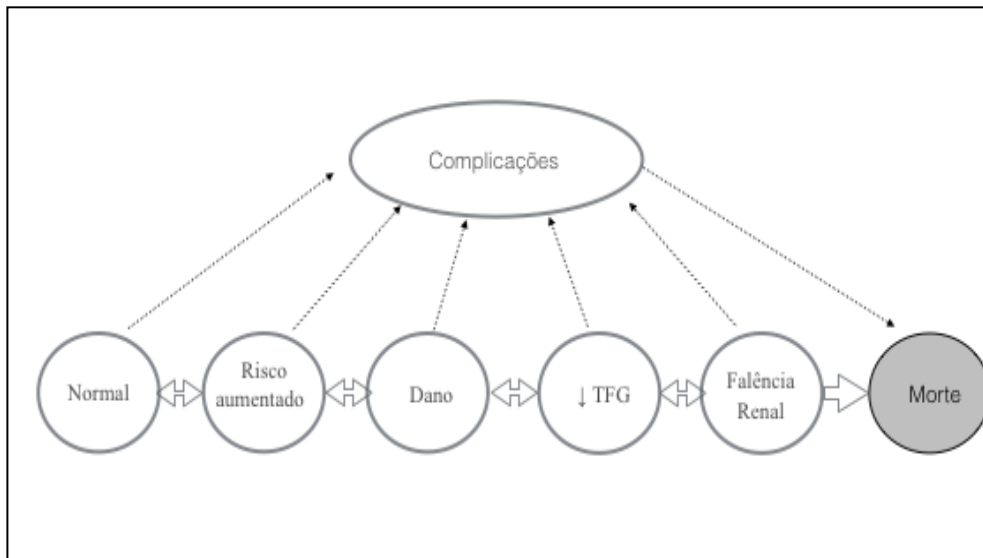 Complicações
Normal
Risco
aumentado
Dano
↓ TFG
Falência
Renal
Morte